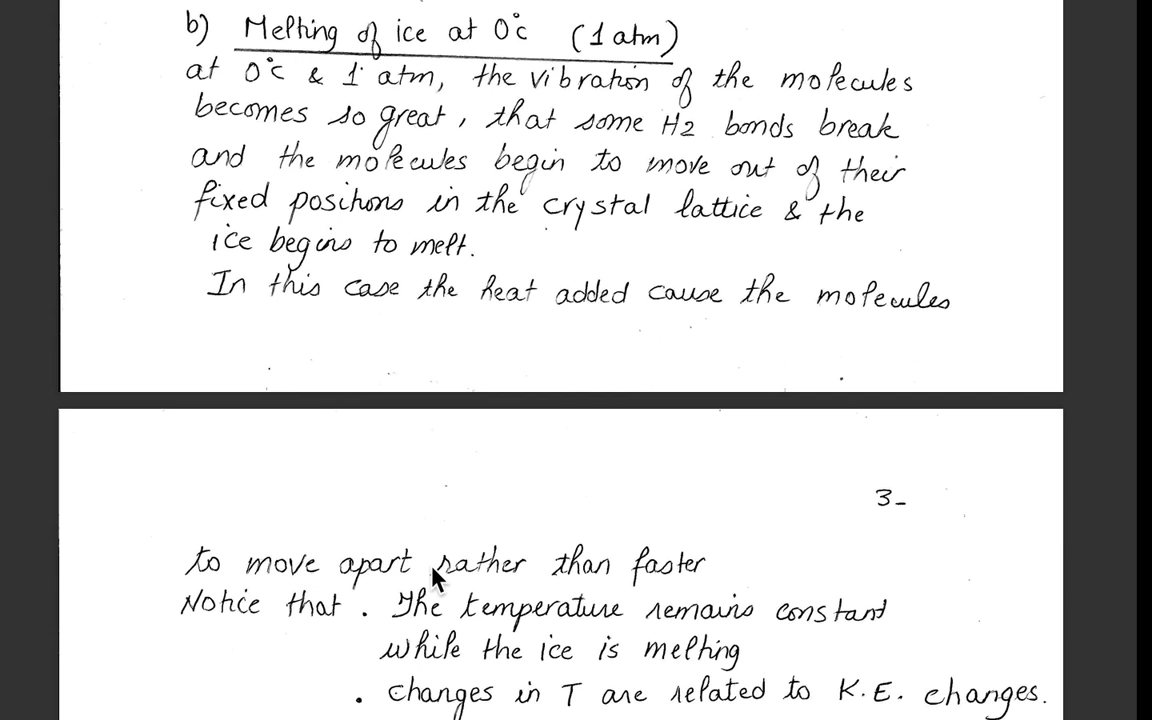 b) Melting of ice at 0°C (1 atm)
at 0°C & 1 atm, the vibration of the molecules
becomes so great, that some H2 bonds break
and the molecules begin to move out of their
fixed positions in the crystal lattice & the
ice begins to melt.
In this case the heat added cause the molecules
3-
to move apart rather than faster
Notice that . The temperature remains constant
while the ice is melting
. changes in T are related to K.E. changes.